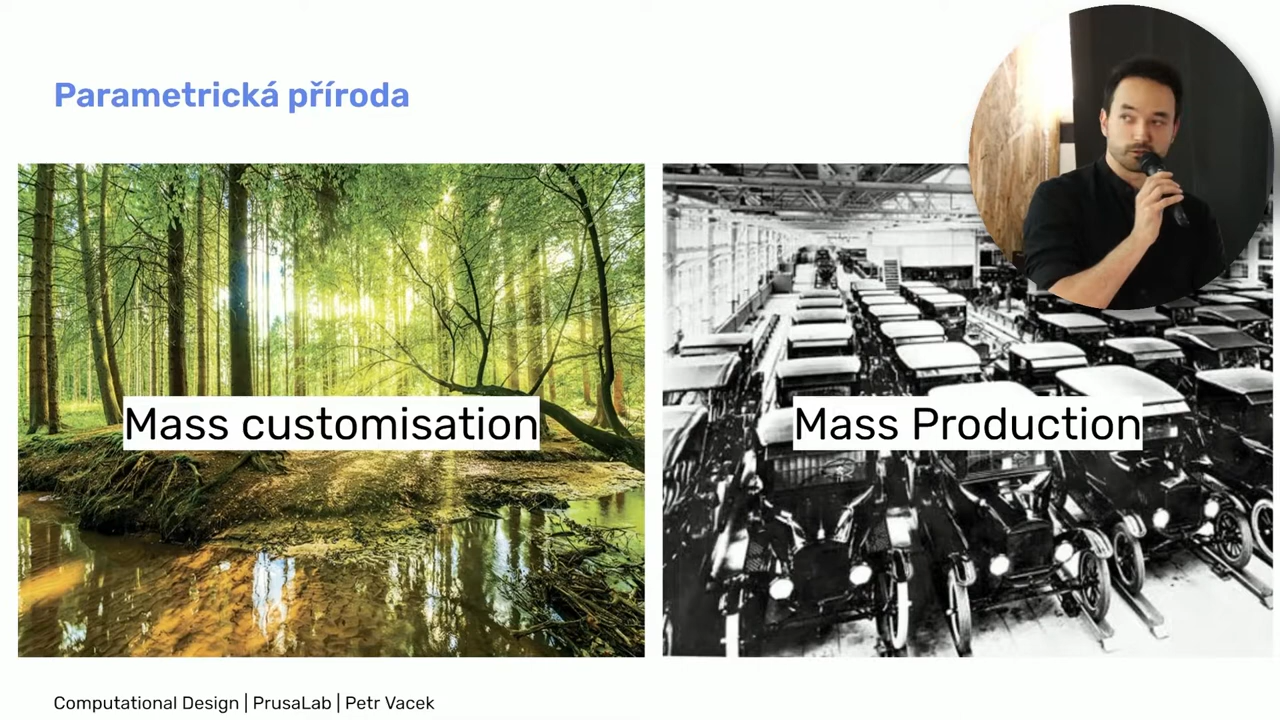 Parametrická příroda
Mass customisation
Mass Production
Computational Design | PrusaLab | Petr Vacek